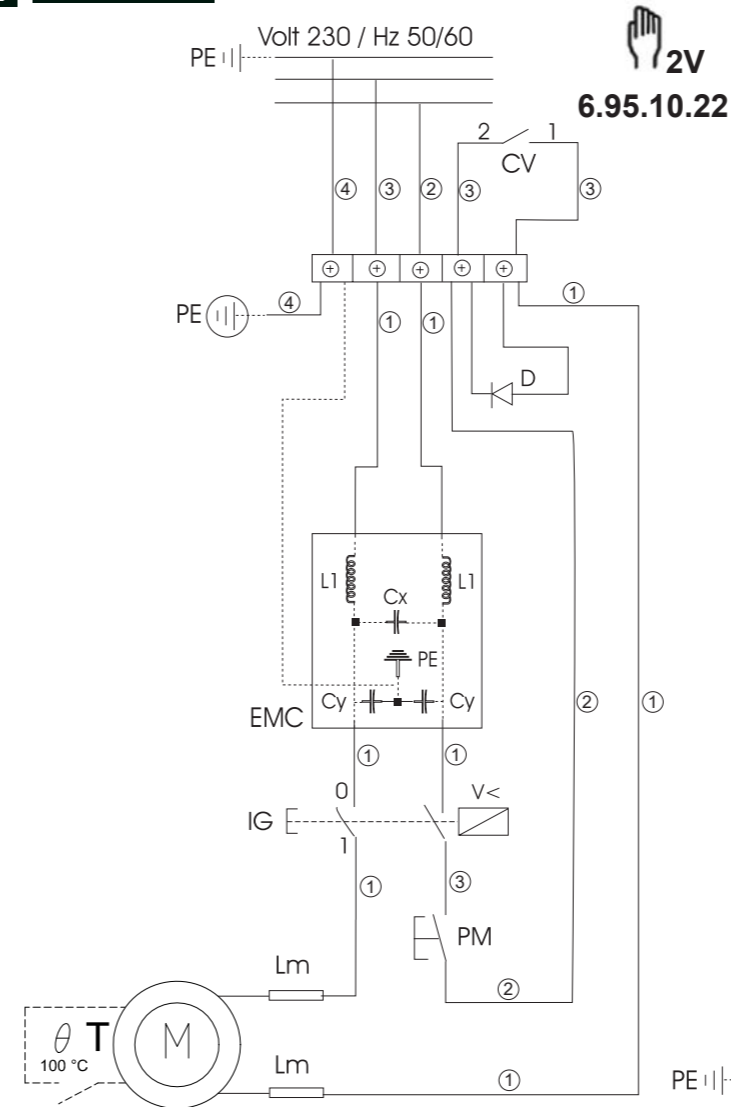 Volt 230 / Hz 50/60
PE
2V
6.95.10.22
2 1
CV
4 3 2 3 3
+ + + + +
PE 4
1 1 1
D
L1 L1
Cx
PE
Cy Cy
EMC
2 1
1 1
0 V<
IG
1
1 3
PM
Lm 2
θ T M
100 °C
Lm 1
PE